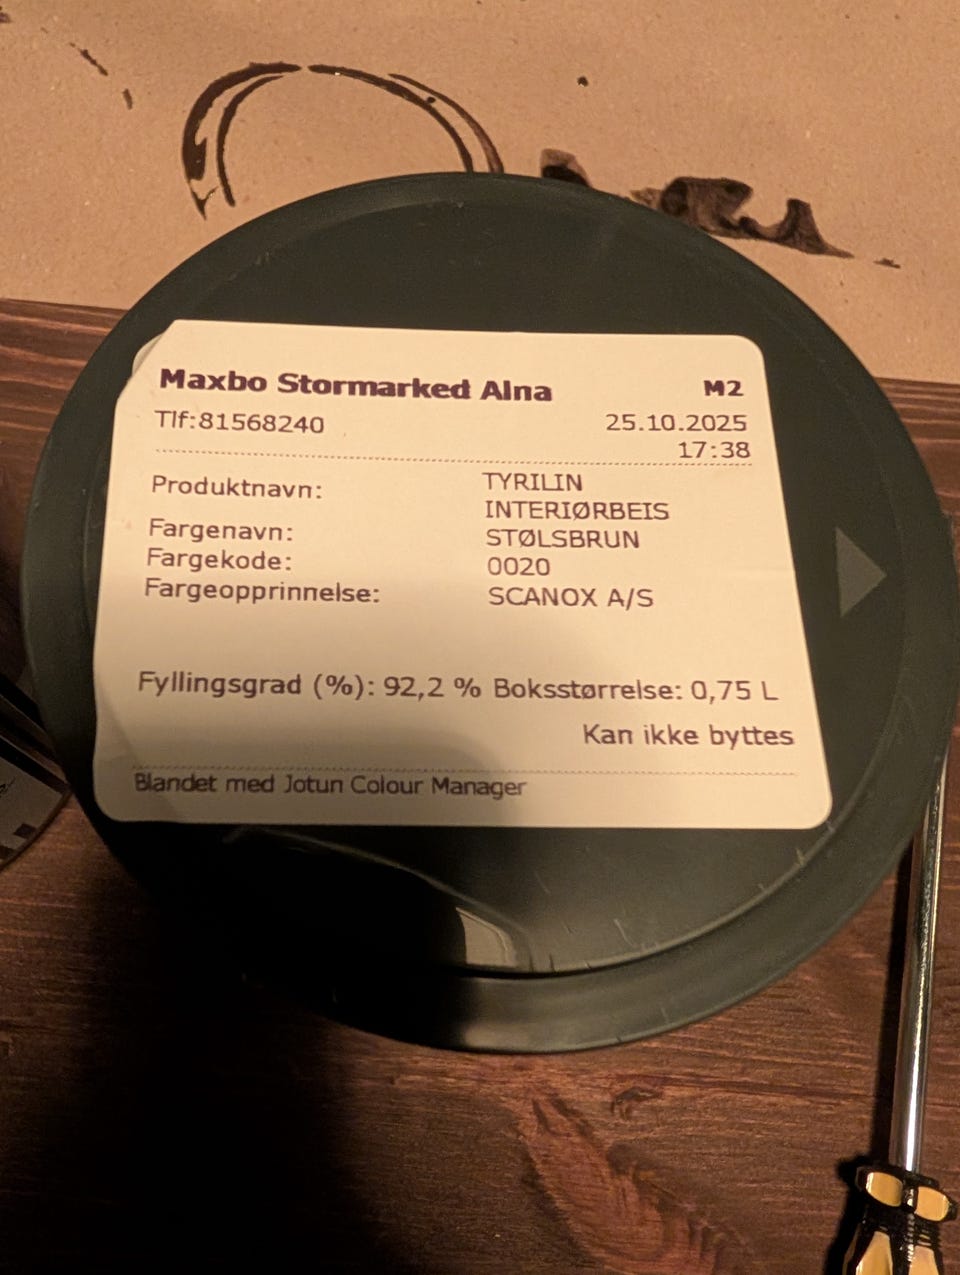 Maxbo Stormarked Alna M2
Tlf:81568240 25.10.2025
17:38
Produktnavn: TYRILIN
INTERIØRBEIS
Fargenavn: STØLSBRUN
Fargekode: 0020
Fargeopprinnelse: SCANOX A/S
Fyllingsgrad (%): 92,2 % Boksstørrelse: 0,75 L
Kan ikke byttes
Blandet med Jotun Colour Manager